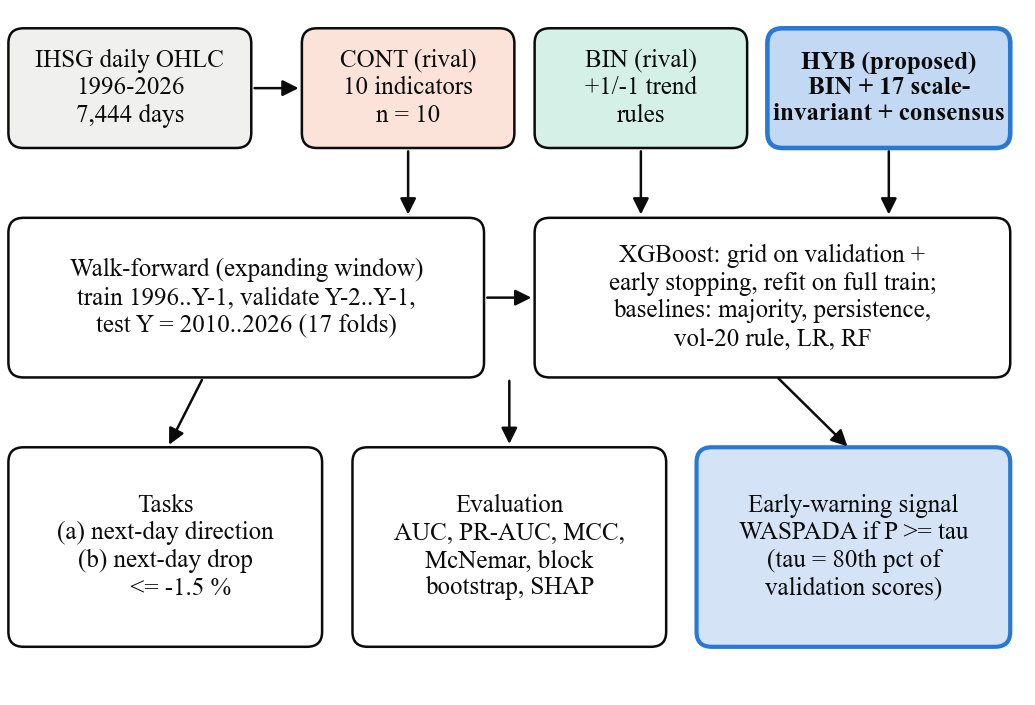 IHSG daily OHLC
1996-2026
7,444 days
CONT (rival)
10 indicators
n = 10
BIN (rival)
+1/-1 trend
rules
HYB (proposed)
BIN + 17 scale-
invariant + consensus
Walk-forward (expanding window)
train 1996..Y-1, validate Y-2..Y-1,
test Y = 2010..2026 (17 folds)
XGBoost: grid on validation +
early stopping, refit on full train;
baselines: majority, persistence,
vol-20 rule, LR, RF
Tasks
(a) next-day direction
(b) next-day drop
<= -1.5 %
Evaluation
AUC, PR-AUC, MCC,
McNemar, block
bootstrap, SHAP
Early-warning signal
WASPADA if P >= tau
(tau = 80th pct of
validation scores)